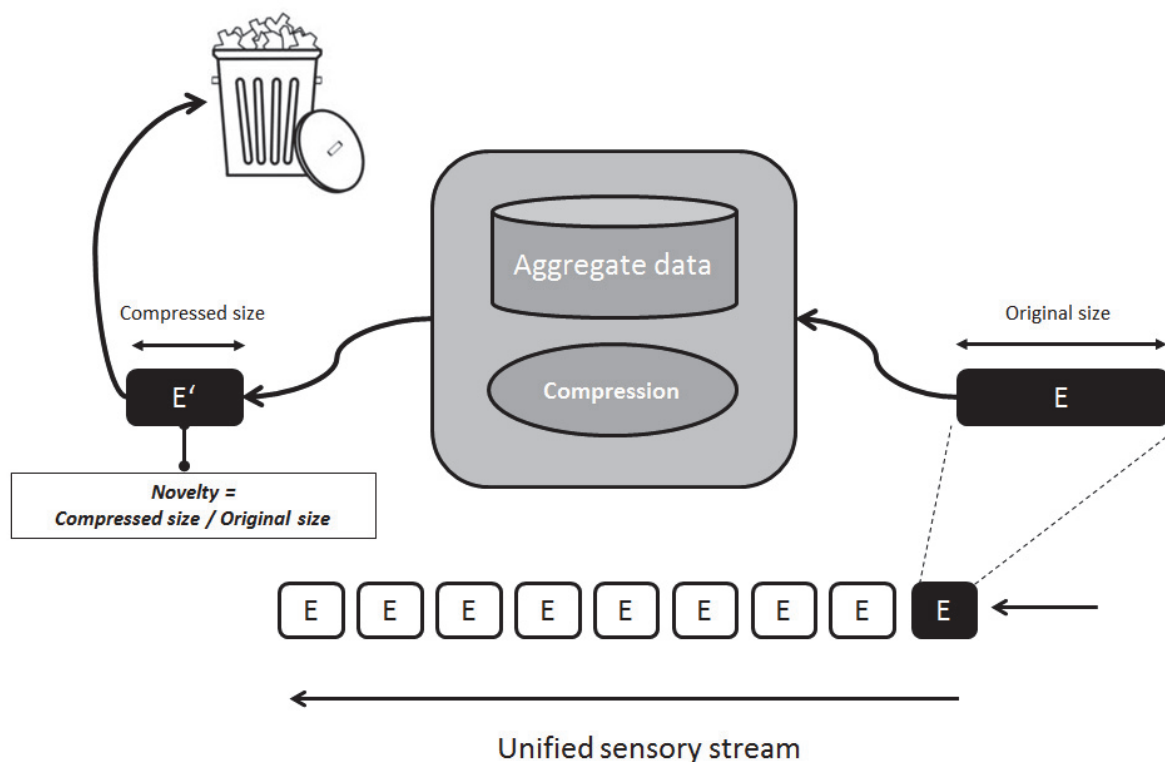 Aggregate data
Compressed size
Original size
E‘
Compression
E
Novelty =
Compressed size / Original size
E E E E E E E E E
Unified sensory stream